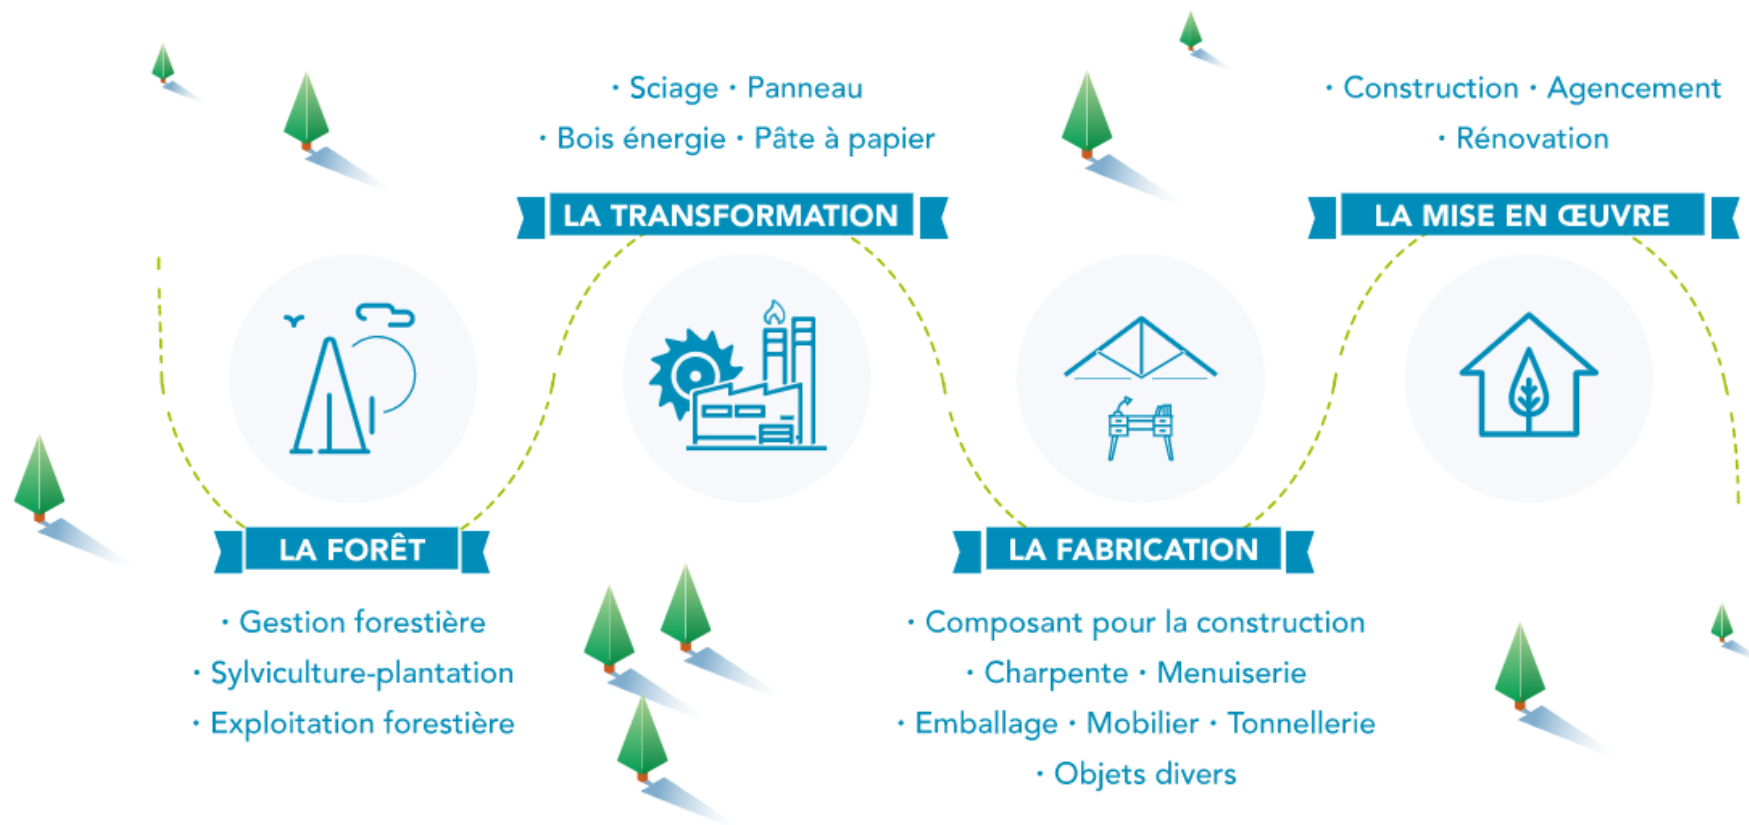 LA FORÊT
· Gestion forestière
· Sylviculture-plantation
· Exploitation forestière
· Sciage · Panneau
· Bois énergie · Pâte à papier
LA TRANSFORMATION
LA FABRICATION
· Composant pour la construction
· Charpente · Menuiserie
· Emballage · Mobilier · Tonnellerie
· Objets divers
· Construction · Agencement
· Rénovation
LA MISE EN ŒUVRE